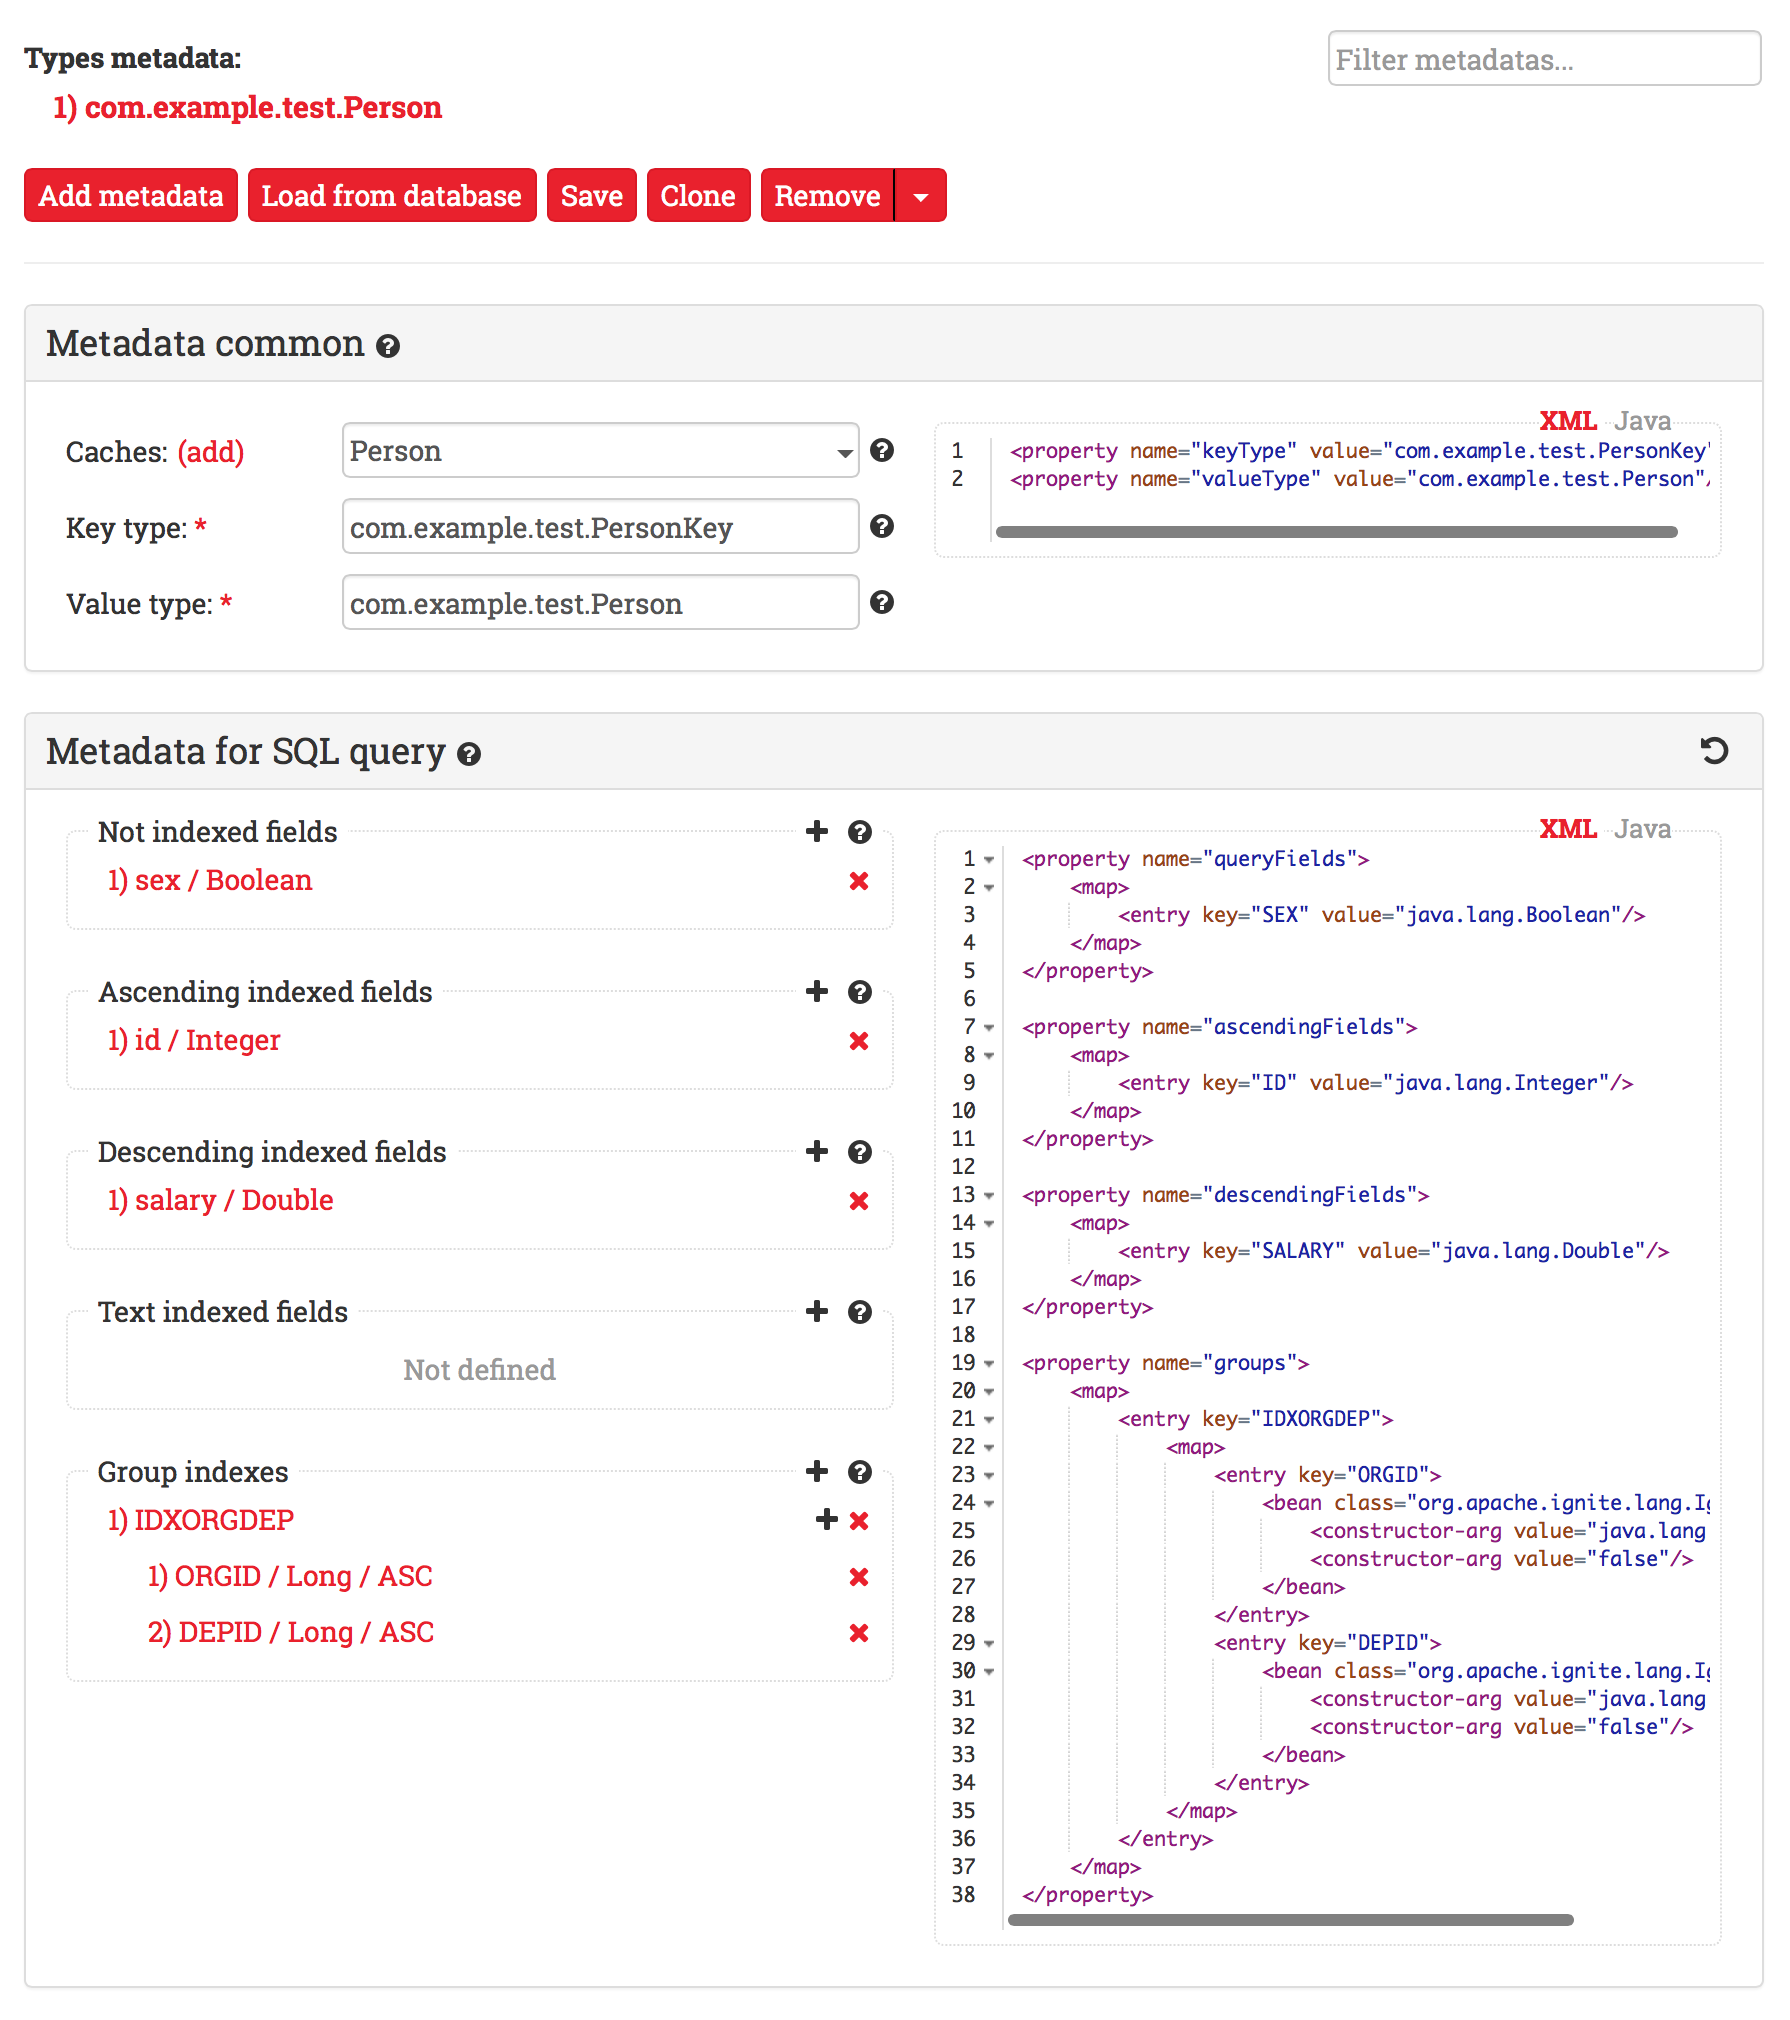 Types metadata:
Filter metadatas...
1) com.example.test.Person
Add metadata
Load from database
Save
Clone
Remove
Metadata common
Caches: (add)
Person
Key type: *
com.example.test.PersonKey
Value type: *
com.example.test.Person
XML Java
1 <property name="keyType" value="com.example.test.PersonKey"
2 <property name="valueType" value="com.example.test.Person"/
Metadata for SQL query
Not indexed fields
1) sex / Boolean
Ascending indexed fields
1) id / Integer
Descending indexed fields
1) salary / Double
Text indexed fields
Not defined
Group indexes
1) IDXORGDEP
1) ORGID / Long / ASC
2) DEPID / Long / ASC
XML Java
1 <property name="queryFields">
2 <map>
3 <entry key="SEX" value="java.lang.Boolean"/>
4 </map>
5 </property>
6
7 <property name="ascendingFields">
8 <map>
9 <entry key="ID" value="java.lang.Integer"/>
10 </map>
11 </property>
12
13 <property name="descendingFields">
14 <map>
15 <entry key="SALARY" value="java.lang.Double"/>
16 </map>
17 </property>
18
19 <property name="groups">
20 <map>
21 <entry key="IDXORGDEP">
22 <map>
23 <entry key="ORGID">
24 <bean class="org.apache.ignite.lang.Ig
25 <constructor-arg value="java.lang
26 <constructor-arg value="false"/>
27 </bean>
28 </entry>
29 <entry key="DEPID">
30 <bean class="org.apache.ignite.lang.Ig
31 <constructor-arg value="java.lang
32 <constructor-arg value="false"/>
33 </bean>
34 </entry>
35 </map>
36 </entry>
37 </map>
38 </property>